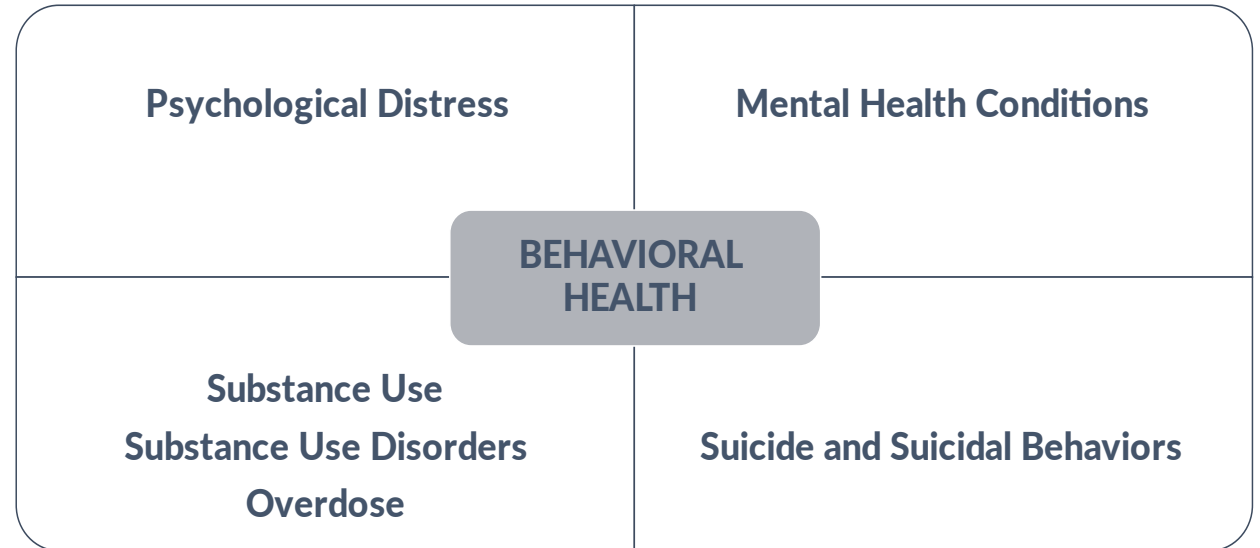 Psychological Distress
Mental Health Conditions
BEHAVIORAL
HEALTH
Substance Use
Substance Use Disorders
Overdose
Suicide and Suicidal Behaviors